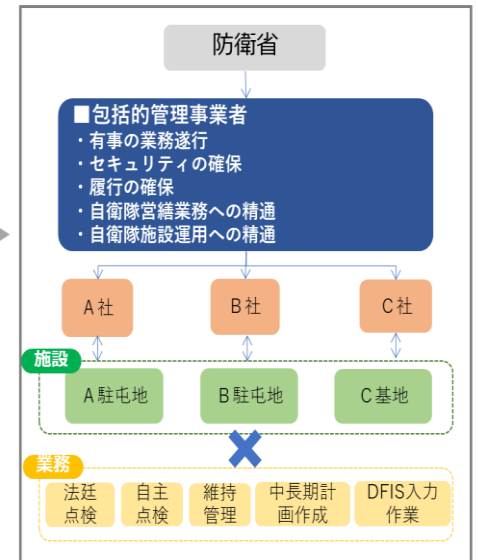 防衛省
■包括的管理事業者
・有事の業務遂行
・セキュリティの確保
・履行の確保
・自衛隊営繕業務への精通
・自衛隊施設運用への精通
A社
B社
C社
施設
A駐屯地
B駐屯地
C基地
業務
法廷
点検
自主
点検
維持
管理
中長期計
画作成
DFIS入力
作業